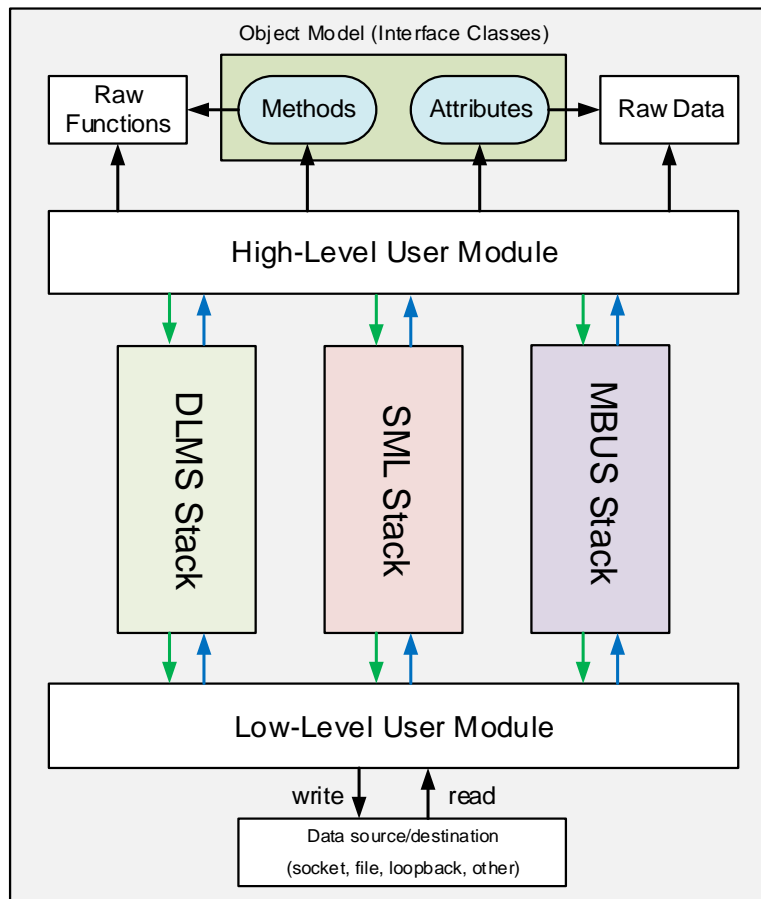 Object Model (Interface Classes)
Raw
Functions
Methods
Attributes
Raw Data
High-Level User Module
DLMS Stack
SML Stack
MBUS Stack
Low-Level User Module
write
read
Data source/destination
(socket, file, loopback, other)